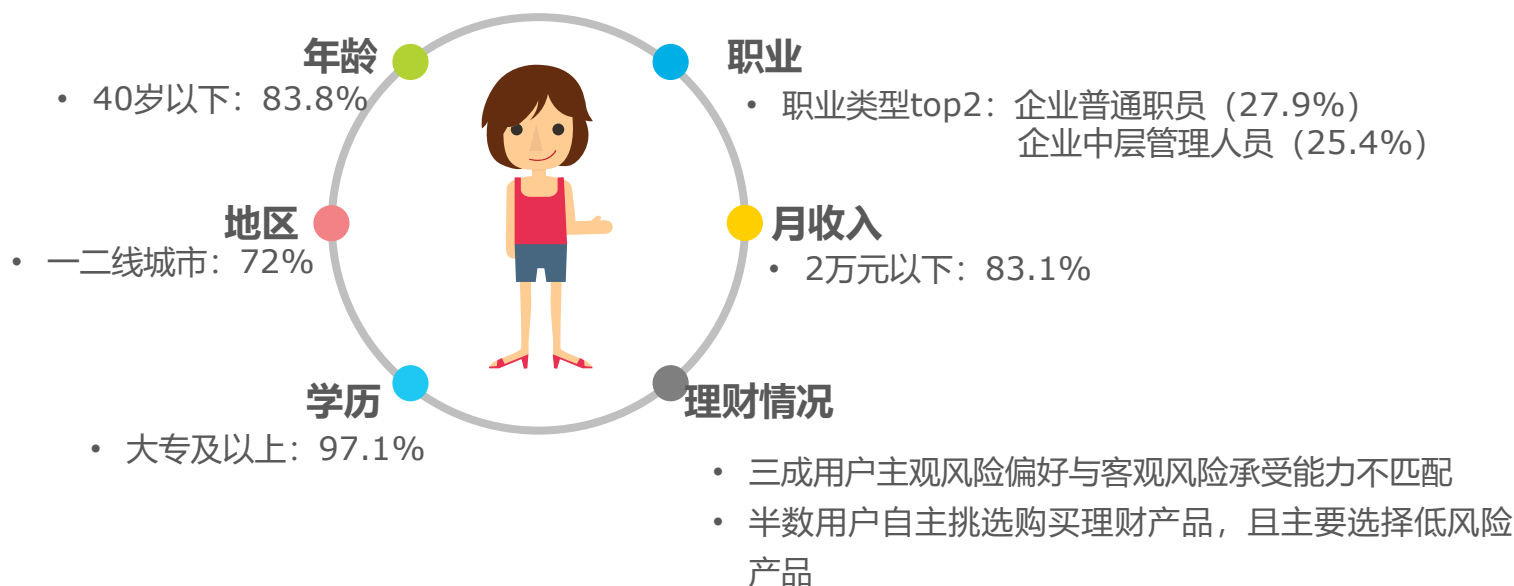 年龄
• 40岁以下：83.8%
地区
• 一二线城市：72%
学历
• 大专及以上：97.1%
职业
• 职业类型top2：企业普通职员（27.9%）
企业中层管理人员（25.4%）
月收入
• 2万元以下：83.1%
理财情况
• 三成用户主观风险偏好与客观风险承受能力不匹配
• 半数用户自主挑选购买理财产品，且主要选择低风险
产品